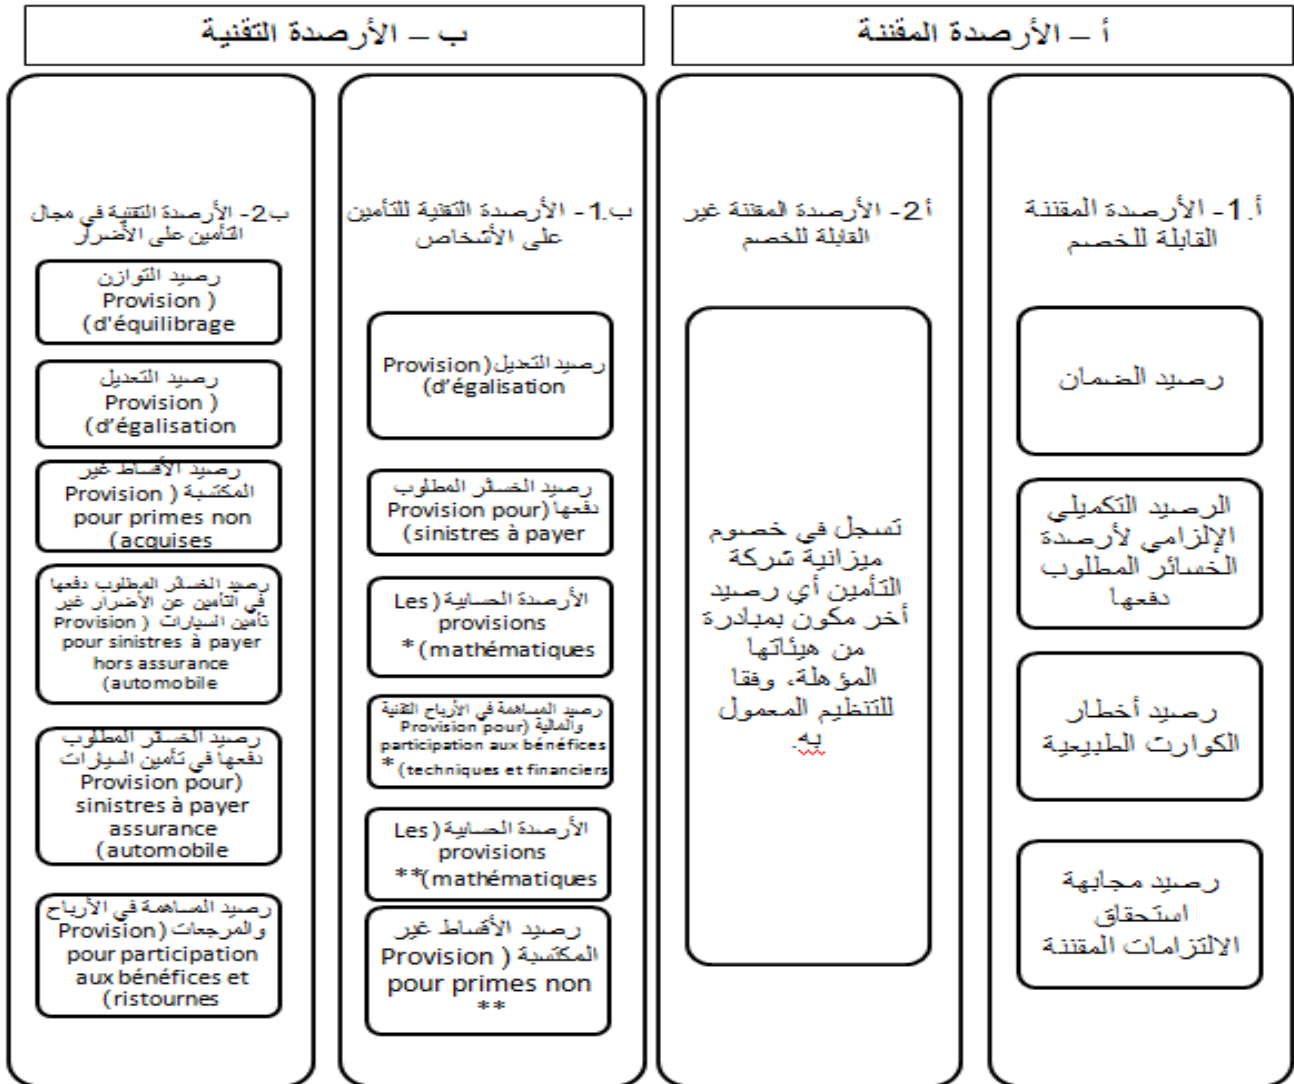 أ – الأرصدة المقننة
أ.1- الأرصدة المقننة
القابلة للخصم
رصيد الضمان
الرصيد التكميلي
الإلزامي لأرصدة
الخسائر المطلوب
دفعها
رصيد أخطار
الكوارت الطبيعية
رصيد مجابهة
استحقاق
الالتزامات المقننة
أ.2- الأرصدة المقننة غير
القابلة للخصم
تسجل في خصوم
ميزانية شركة
التأمين أي رصيد
أخر مكون بمبادرة
من هيئاتها
المؤهلة، وفقا
للتنظيم المعمول
به.
ب – الأرصدة التقنية
ب.1- الأرصدة التقنية للتأمين
على الأشخاص
رصيد التعديل (Provision
d’égalisation)
رصيد الخسائر المطلوب
دفعها (Provision pour
sinistres à payer)
الأرصدة الحسابية (Les
provisions
mathématiques) *
رصيد المساهمة في الأرباح التقنية
والمالية (Provision pour
participation aux bénéfices
techniques et financiers) *
الأرصدة الحسابية (Les
provisions
mathématiques)**
رصيد الأقساط غير
المكتسبة ( Provision
pour primes non
**
ب.2- الأرصدة التقنية في مجال
التأمين على الأضرار
رصيد التوازن
( Provision
d'équilibrage)
رصيد التعديل
( Provision
d’égalisation)
رصيد الأقساط غير
المكتسبة ( Provision
pour primes non
acquises)
رصيد الخسائر المطلوب دفعها
في التأمين عن الأضرار غير
تأمين السيارات ( Provision
pour sinistres à payer
hors assurance
automobile)
رصيد الخسائر المطلوب
دفعها في تأمين السيارات
(Provision pour
sinistres à payer
assurance
automobile)
رصيد المساهمة في الأرباح
والمرجعات (Provision
pour participation
aux bénéfices et
ristournes)